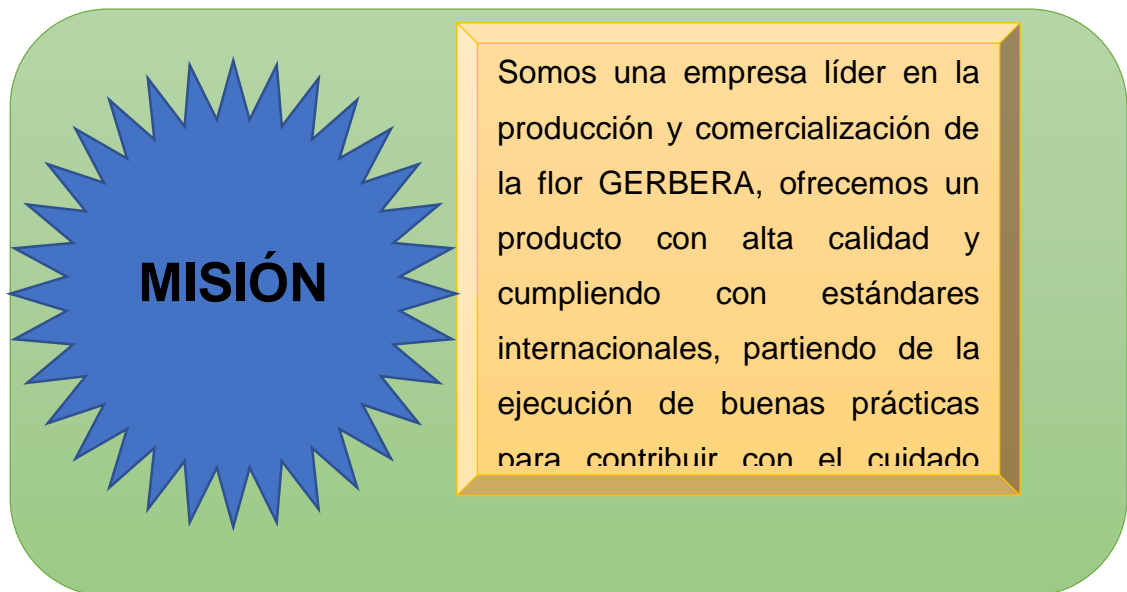 MISIÓN
Somos una empresa líder en la
producción y comercialización de
la flor GERBERA, ofrecemos un
producto con alta calidad y
cumpliendo con estándares
internacionales, partiendo de la
ejecución de buenas prácticas
para contribuir con el cuidado